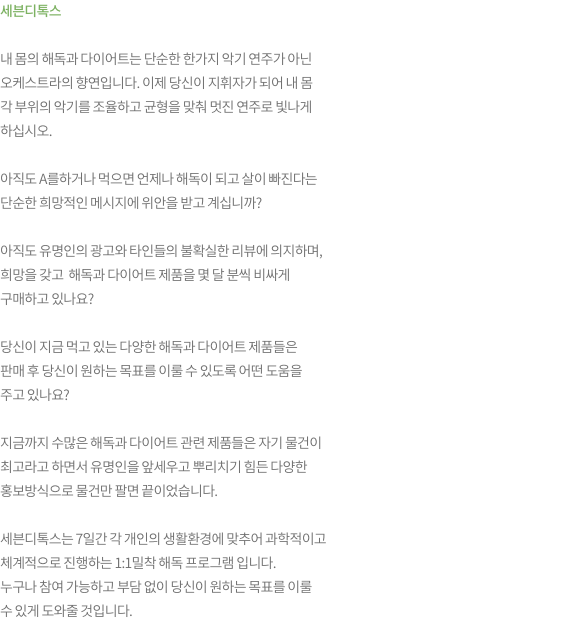 세븐디톡스
내 몸의 해독과 다이어트는 단순한 한가지 악기 연주가 아닌
오케스트라의 향연입니다. 이제 당신이 지휘자가 되어 내 몸
각 부위의 악기를 조율하고 균형을 맞춰 멋진 연주로 빛나게
하십시오.
아직도 A를하거나 먹으면 언제나 해독이 되고 살이 빠진다는
단순한 희망적인 메시지에 위안을 받고 계십니까?
아직도 유명인의 광고와 타인들의 불확실한 리뷰에 의지하며,
희망을 갖고  해독과 다이어트 제품을 몇 달 분씩 비싸게
구매하고 있나요?
당신이 지금 먹고 있는 다양한 해독과 다이어트 제품들은
판매 후 당신이 원하는 목표를 이룰 수 있도록 어떤 도움을
주고 있나요?
지금까지 수많은 해독과 다이어트 관련 제품들은 자기 물건이
최고라고 하면서 유명인을 앞세우고 뿌리치기 힘든 다양한
홍보방식으로 물건만 팔면 끝이었습니다.
세븐디톡스는 7일간 각 개인의 생활환경에 맞추어 과학적이고
체계적으로 진행하는 1:1밀착 해독 프로그램 입니다.
누구나 참여 가능하고 부담 없이 당신이 원하는 목표를 이룰
수 있게 도와줄 것입니다.